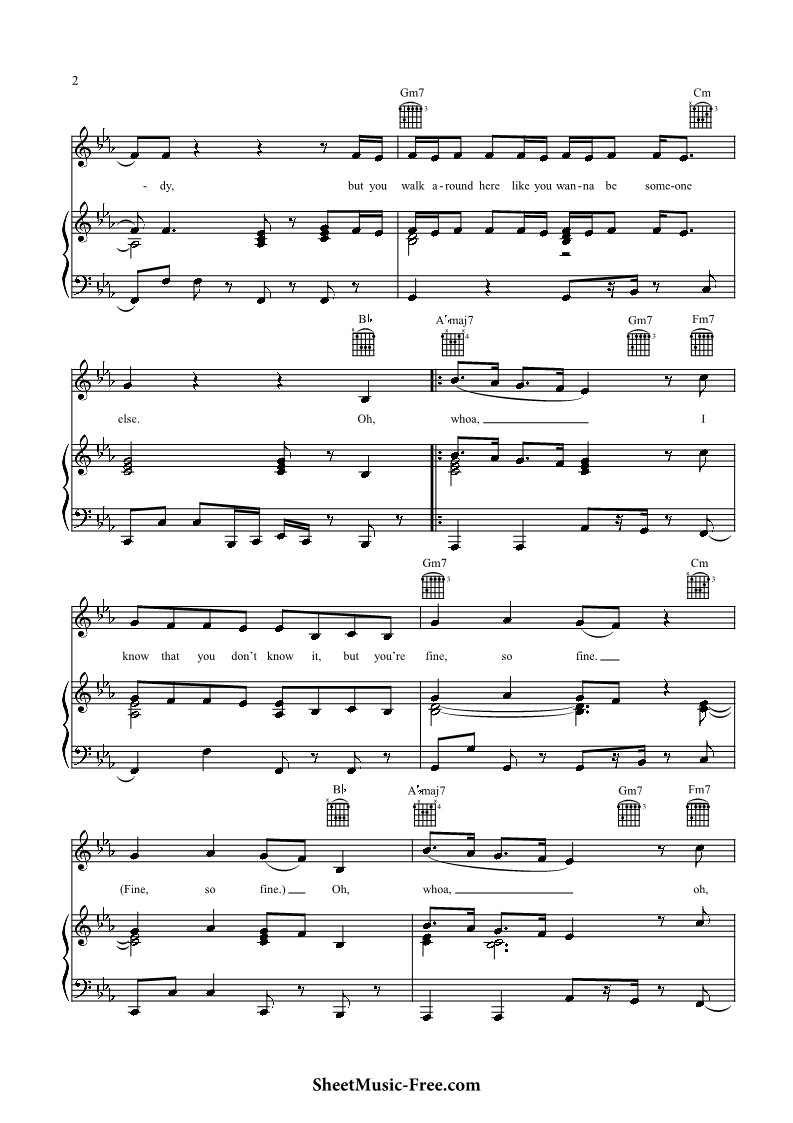 2
Gm7 Cm
- dy, but you walk a-round here like you wan-na be some-one
B♭ A♭maj7 Gm7 Fm7
else. Oh, whoa, I
Gm7 Cm
know that you don't know it, but you're fine, so fine.
B♭ A♭maj7 Gm7 Fm7
(Fine, so fine.) Oh, whoa, oh,
SheetMusic-Free.com